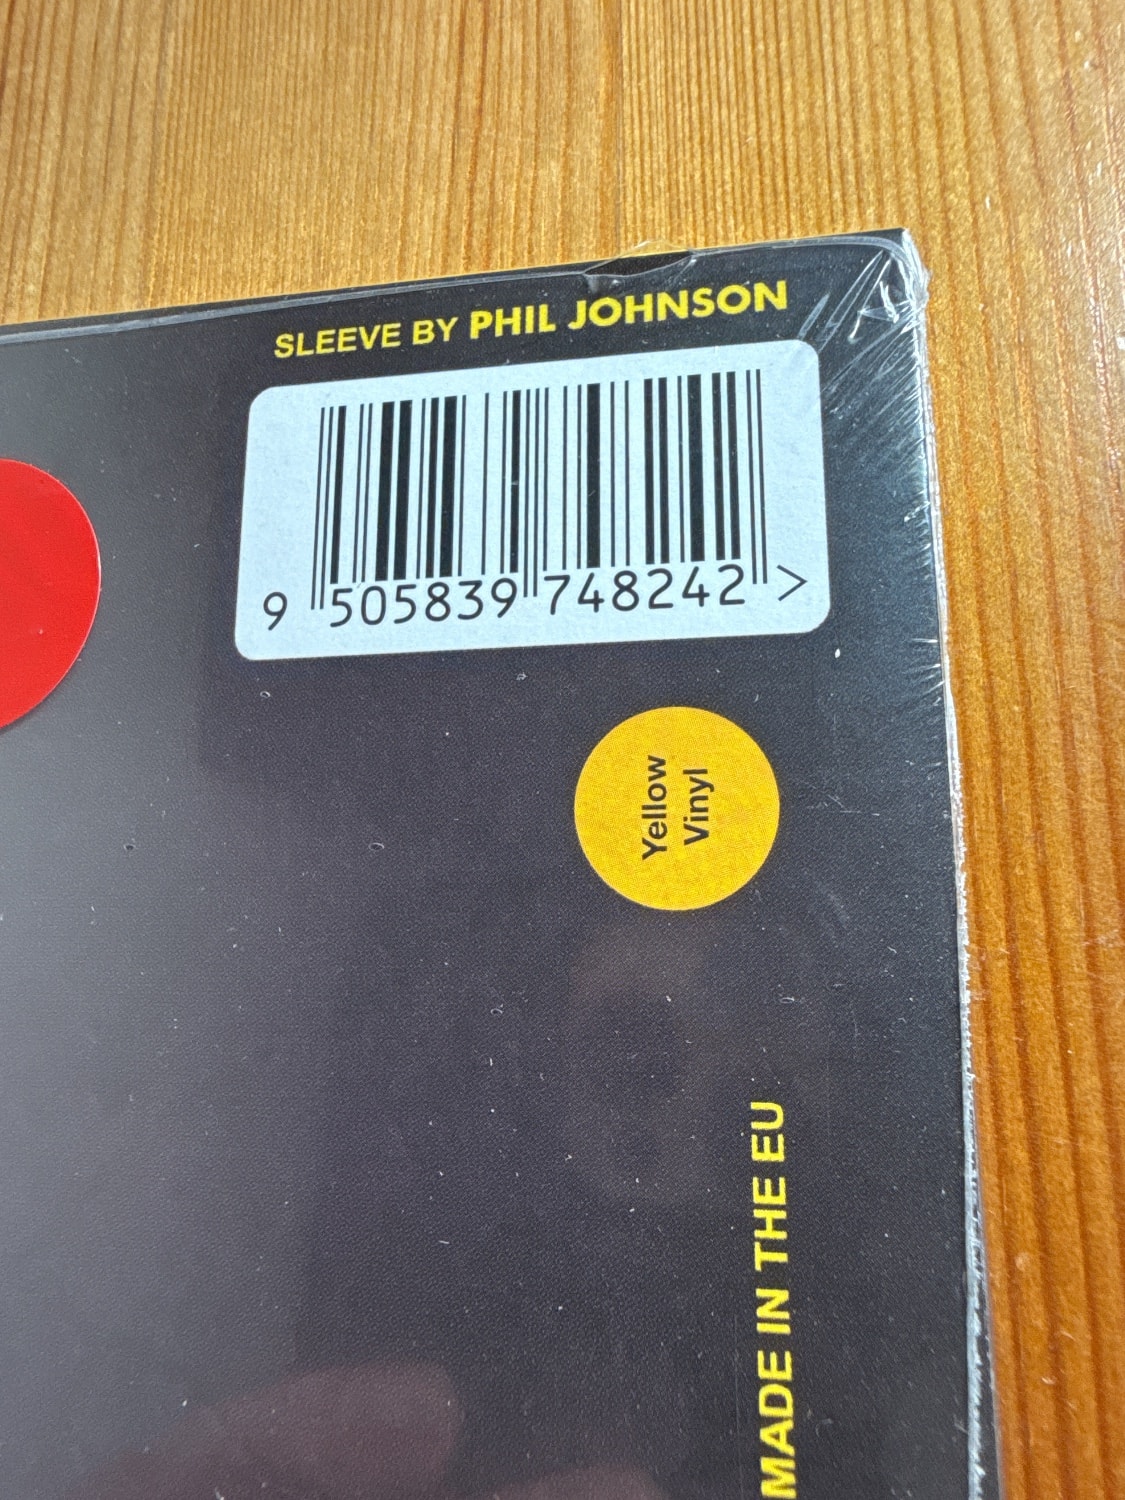 SLEEVE BY PHIL JOHNSON
9 505839 748242 >
Yellow
Vinyl
MADE IN THE EU